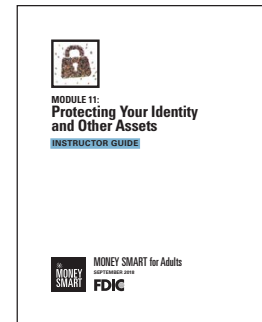 MODULE 11:
Protecting Your Identity
and Other Assets
INSTRUCTOR GUIDE
MONEY
SMART
MONEY SMART for Adults
SEPTEMBER 2018
FDIC